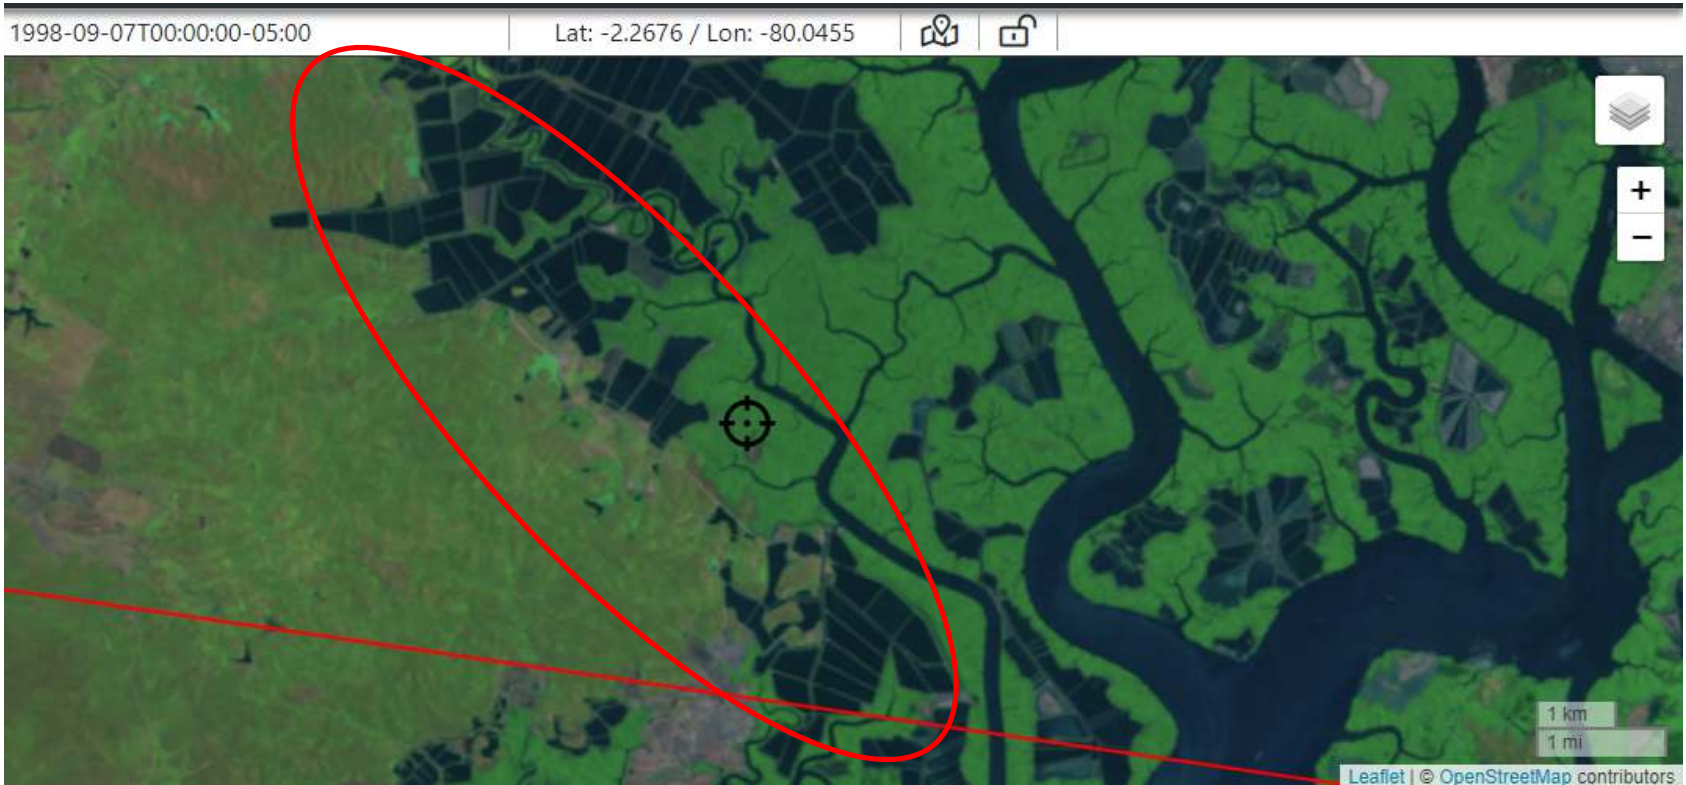 1998-09-07T00:00:00-05:00
Lat: -2.2676 / Lon: -80.0455
+
−
1 km
1 mi
Leaflet | © OpenStreetMap contributors